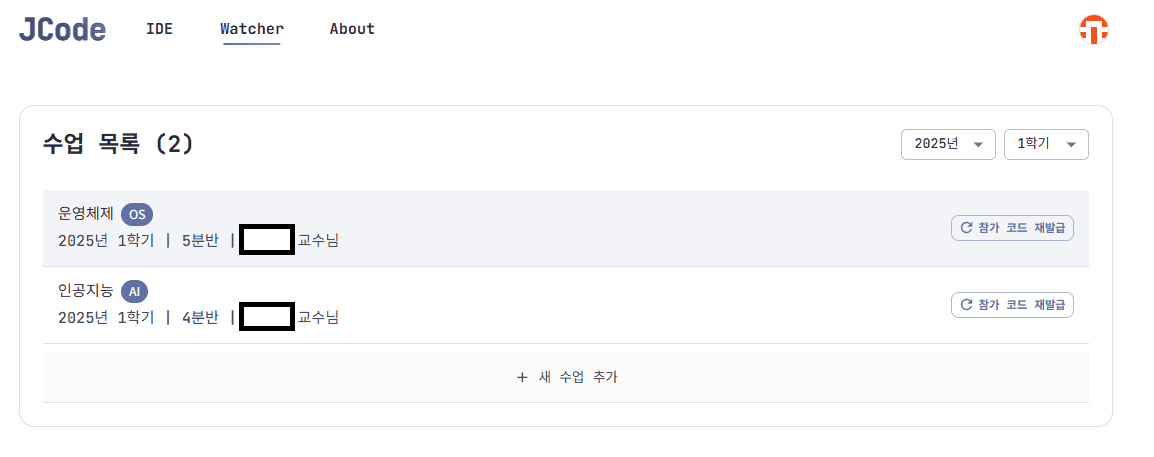 JCode IDE Watcher About
수업 목록 (2) 2025년 1학기
운영체제 OS
2025년 1학기 | 5분반 | 교수님 참가 코드 재발급
인공지능 AI
2025년 1학기 | 4분반 | 교수님 참가 코드 재발급
+ 새 수업 추가